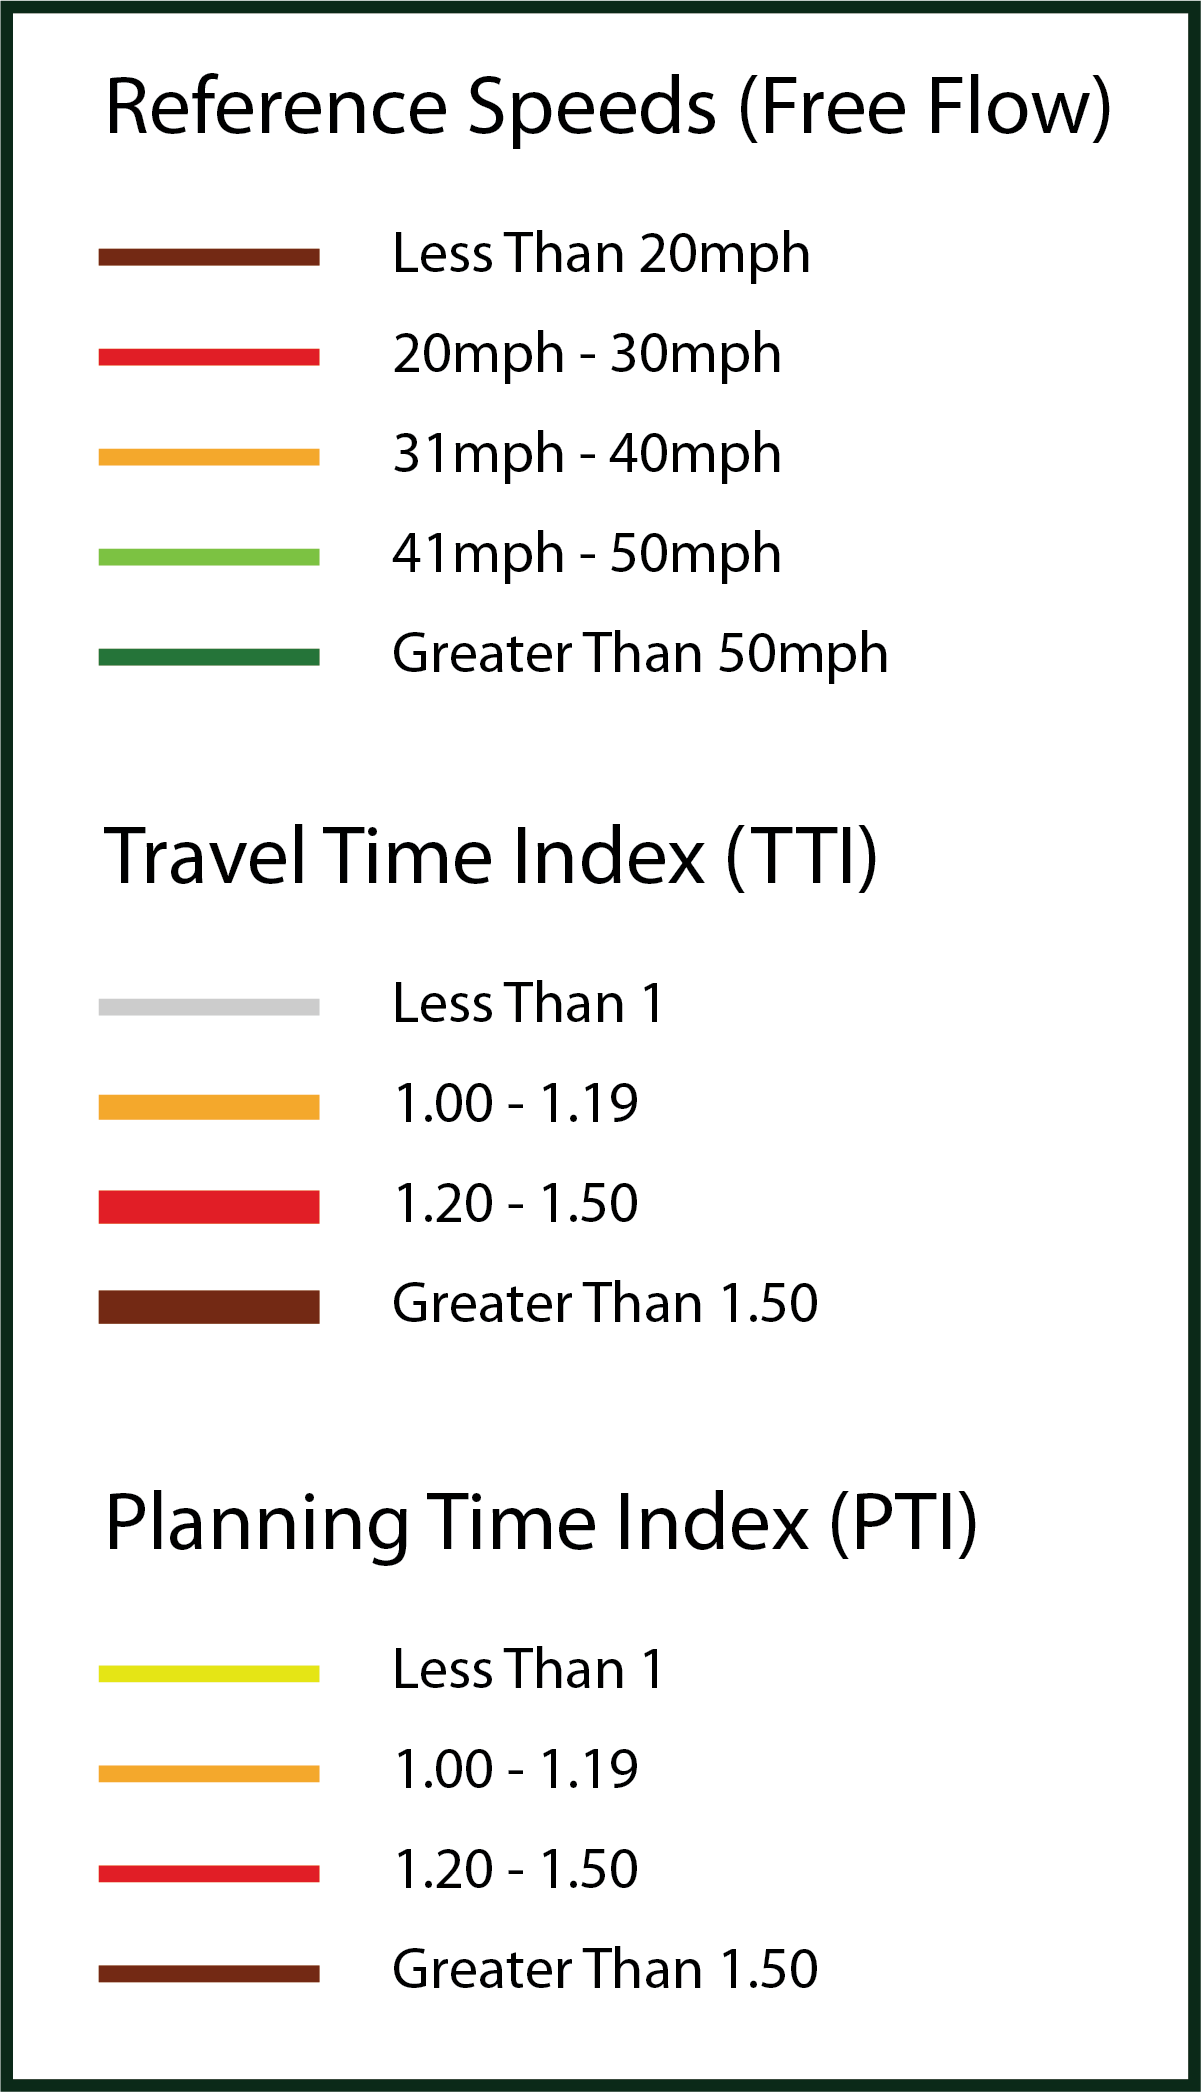 Reference Speeds (Free Flow)
Less Than 20mph
20mph - 30mph
31mph - 40mph
41mph - 50mph
Greater Than 50mph
Travel Time Index (TTI)
Less Than 1
1.00 - 1.19
1.20 - 1.50
Greater Than 1.50
Planning Time Index (PTI)
Less Than 1
1.00 - 1.19
1.20 - 1.50
Greater Than 1.50